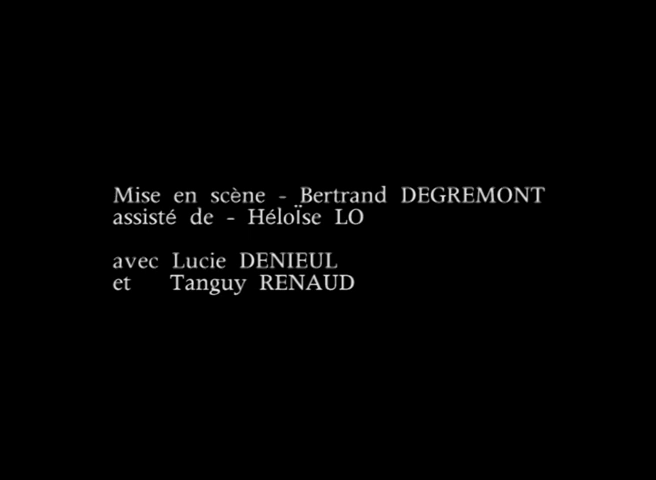 Mise en scène - Bertrand DEGREMONT
assisté de - HéloÏse LO
avec Lucie DENIEUL
et Tanguy RENAUD